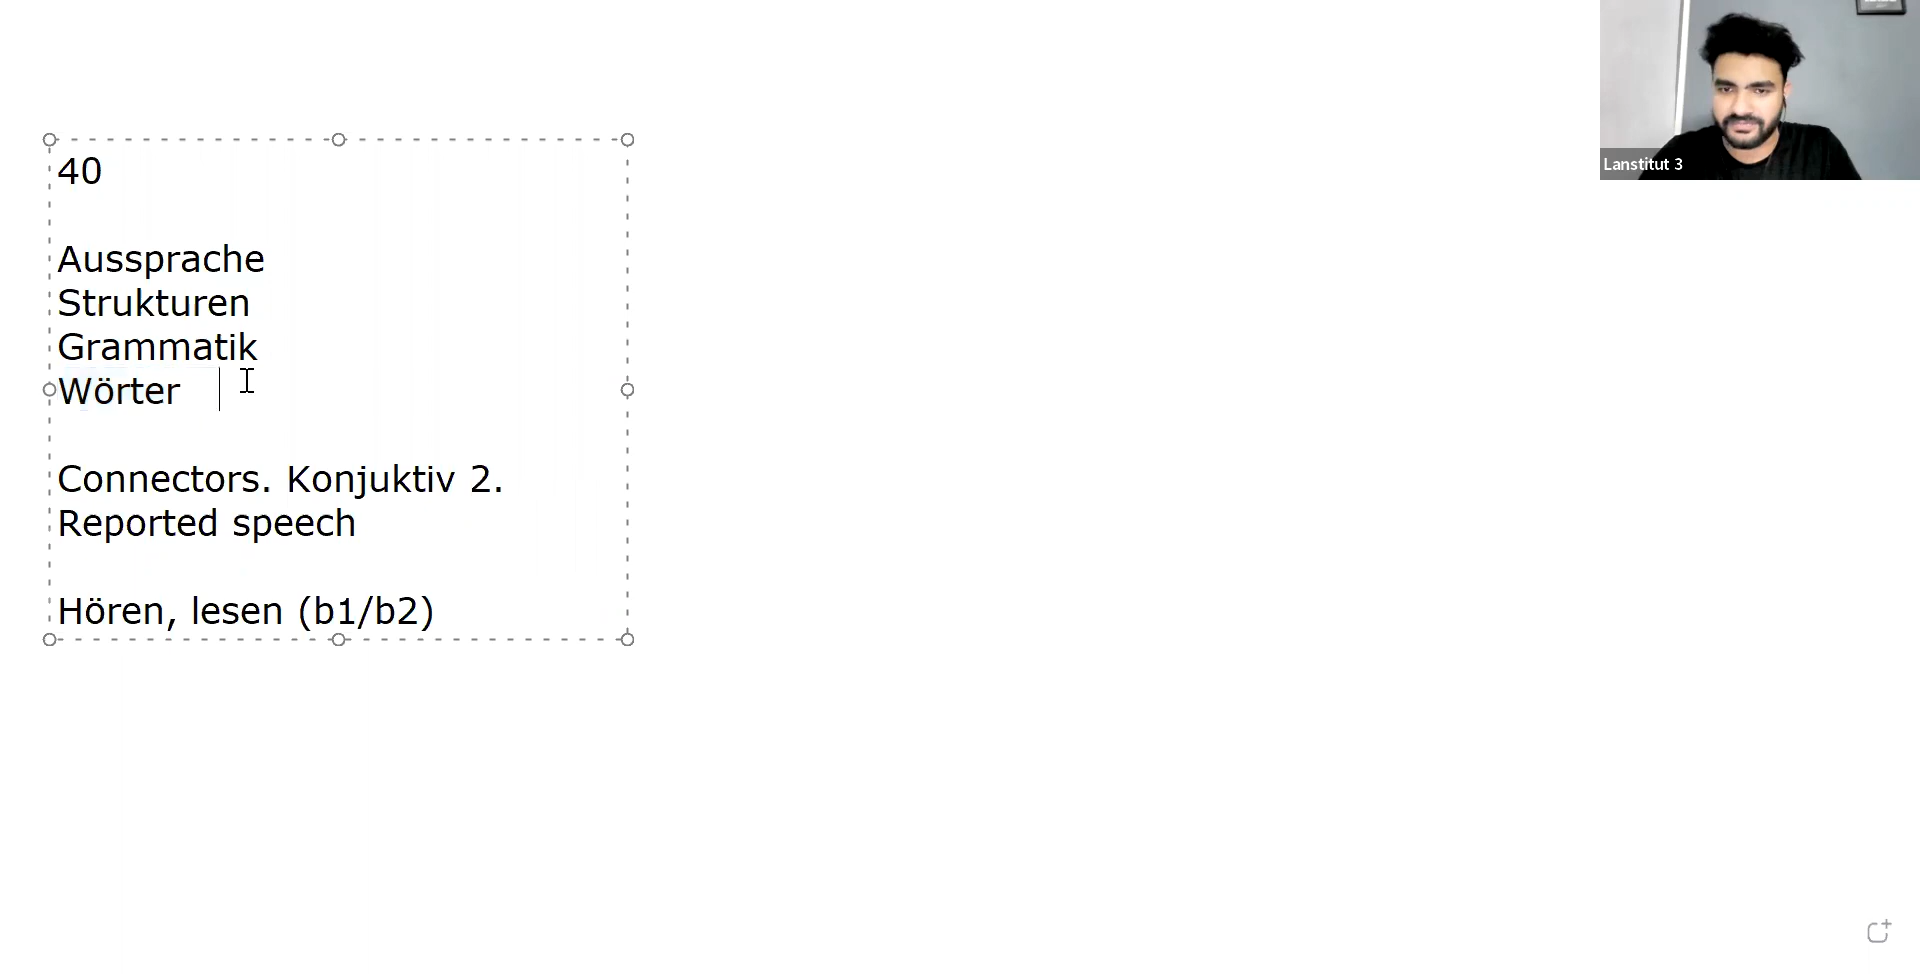 40
Aussprache
Strukturen
Grammatik
Wörter
Connectors. Konjuktiv 2.
Reported speech
Hören, lesen (b1/b2)
Lanstitut 3